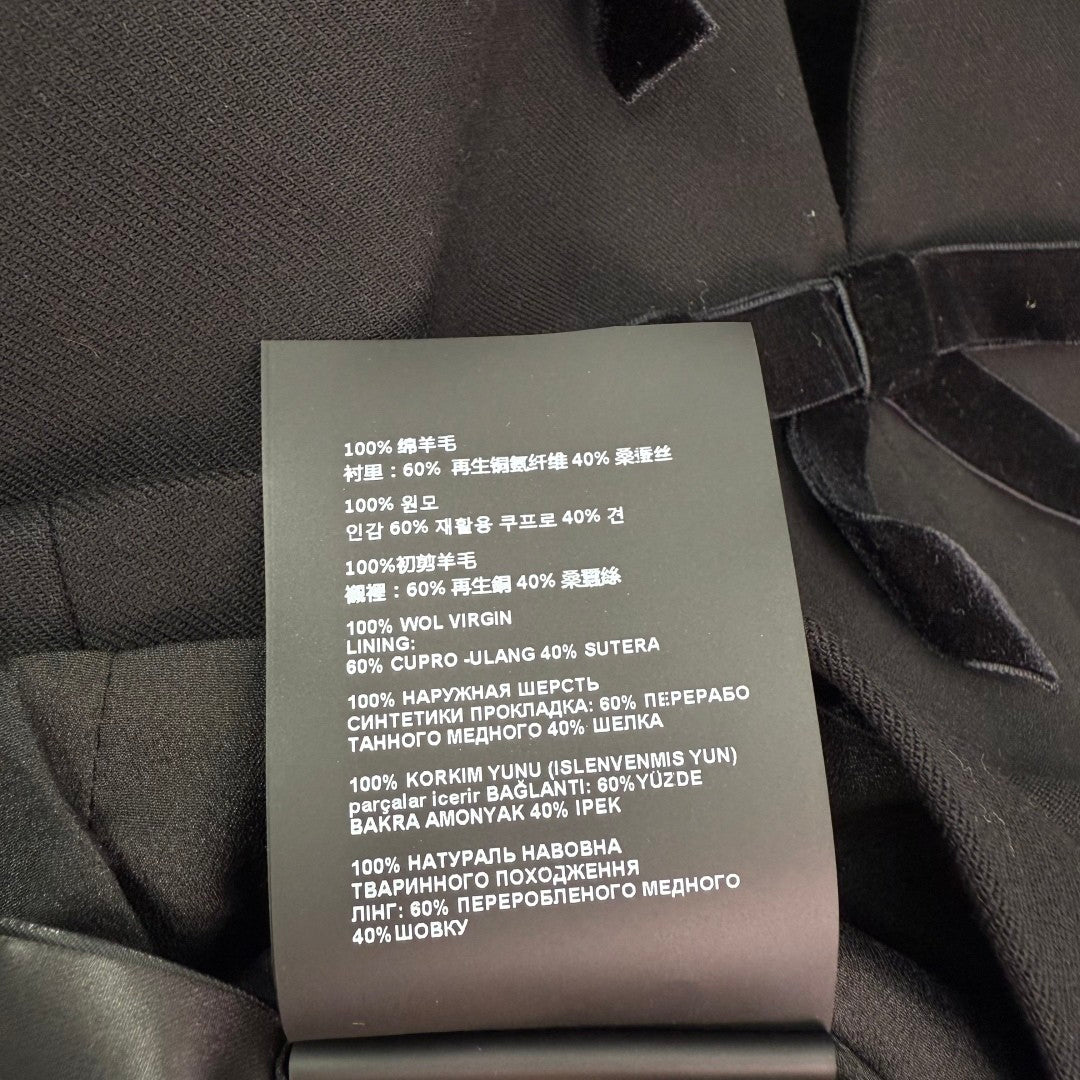 100% 绵羊毛
衬里：60% 再生铜氨纤维 40% 桑蚕丝
100% 원모
인감 60% 재활용 쿠프로 40% 견
100%初剪羊毛
襯裡：60% 再生銅 40% 桑蠶絲
100% WOL VIRGIN
LINING:
60% CUPRO -ULANG 40% SUTERA
100% НАРУЖНАЯ ШЕРСТЬ
СИНТЕТИКИ ПРОКЛАДКА: 60% ПЕРЕРАБО
ТАННОГО МЕДНОГО 40% ШЕЛКА
100% KORKIM YUNU (ISLENVENMIS YUN)
parçalar icerir BAĞLANTI: 60%YÜZDE
BAKRA AMONYAK 40% IPEK
100% НАТУРАЛЬ НАВОВНА
ТВАРИННОГО ПОХОДЖЕННЯ
ЛІНГ: 60% ПЕРЕРОБЛЕНОГО МЕДНОГО
40%ШОВКУ